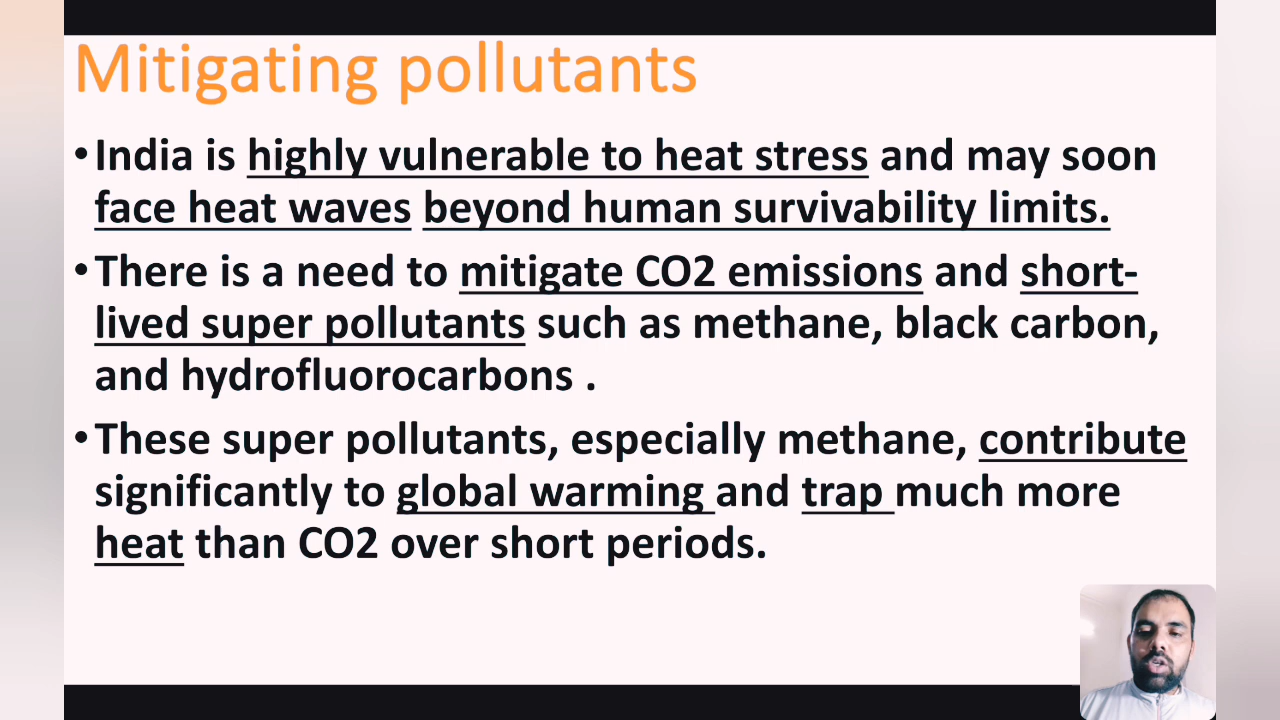 Mitigating pollutants
•India is highly vulnerable to heat stress and may soon
face heat waves beyond human survivability limits.
•There is a need to mitigate CO2 emissions and short-
lived super pollutants such as methane, black carbon,
and hydrofluorocarbons .
•These super pollutants, especially methane, contribute
significantly to global warming and trap much more
heat than CO2 over short periods.